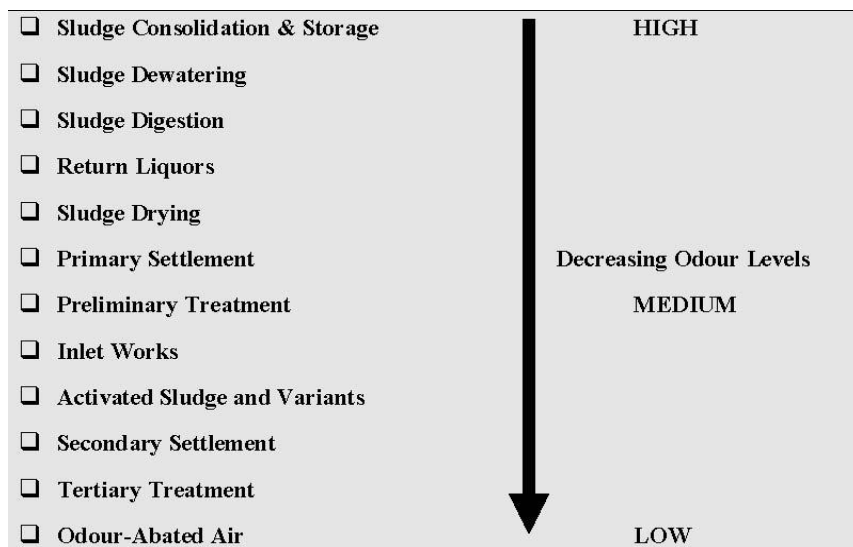 ❑ Sludge Consolidation & Storage HIGH
❑ Sludge Dewatering
❑ Sludge Digestion
❑ Return Liquors
❑ Sludge Drying
❑ Primary Settlement Decreasing Odour Levels
❑ Preliminary Treatment MEDIUM
❑ Inlet Works
❑ Activated Sludge and Variants
❑ Secondary Settlement
❑ Tertiary Treatment
❑ Odour-Abated Air LOW